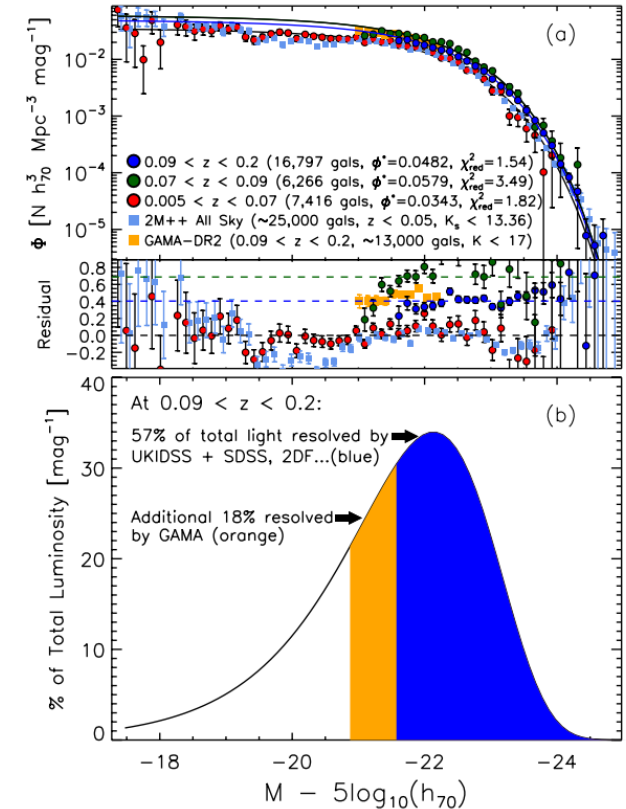 (a)
10⁻²
10⁻³
10⁻⁴
10⁻⁵
Φ [N h³₇₀ Mpc⁻³ mag⁻¹]
0.09 < z < 0.2 (16,797 gals, ϕ*=0.0482, χ²red=1.54)
0.07 < z < 0.09 (6,266 gals, ϕ*=0.0579, χ²red=3.49)
0.005 < z < 0.07 (7,416 gals, ϕ*=0.0343, χ²red=1.82)
2M++ All Sky (~25,000 gals, z < 0.05, Kₛ < 13.36)
GAMA-DR2 (0.09 < z < 0.2, ~13,000 gals, K < 17)
Residual
0.8
0.6
0.4
0.2
0.0
−0.2
(b)
% of Total Luminosity [mag⁻¹]
40
30
20
10
0
At 0.09 < z < 0.2:
57% of total light resolved by
UKIDSS + SDSS, 2DF...(blue)
Additional 18% resolved
by GAMA (orange)
−18 −20 −22 −24
M − 5log₁₀(h₇₀)